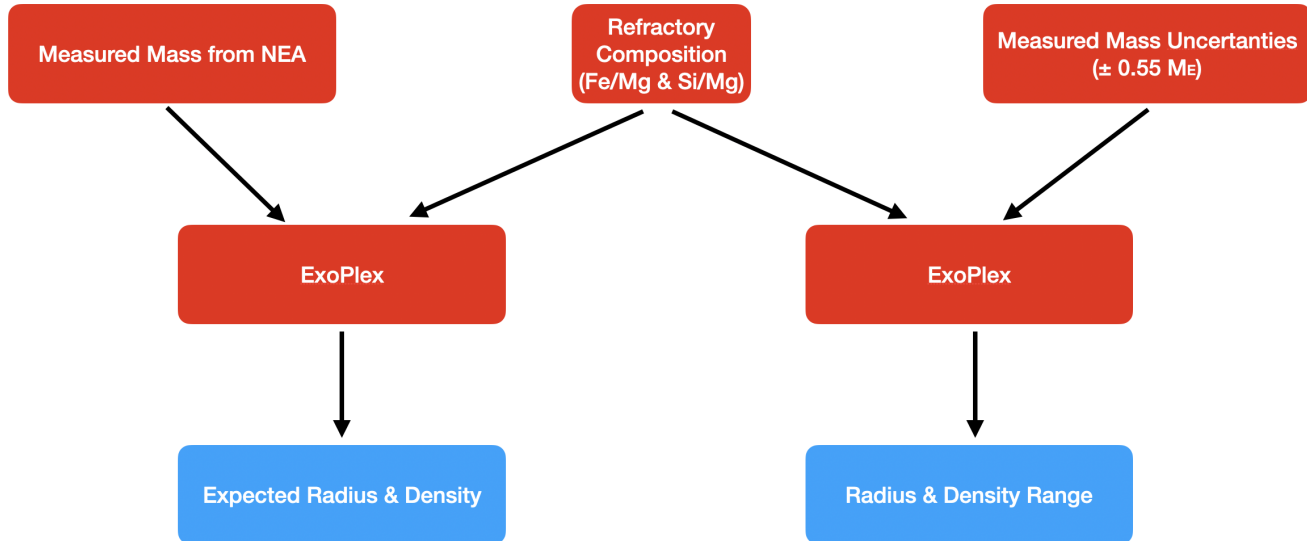 Measured Mass from NEA
Refractory
Composition
(Fe/Mg & Si/Mg)
Measured Mass Uncertanties
(± 0.55 ME)
ExoPlex
ExoPlex
Expected Radius & Density
Radius & Density Range